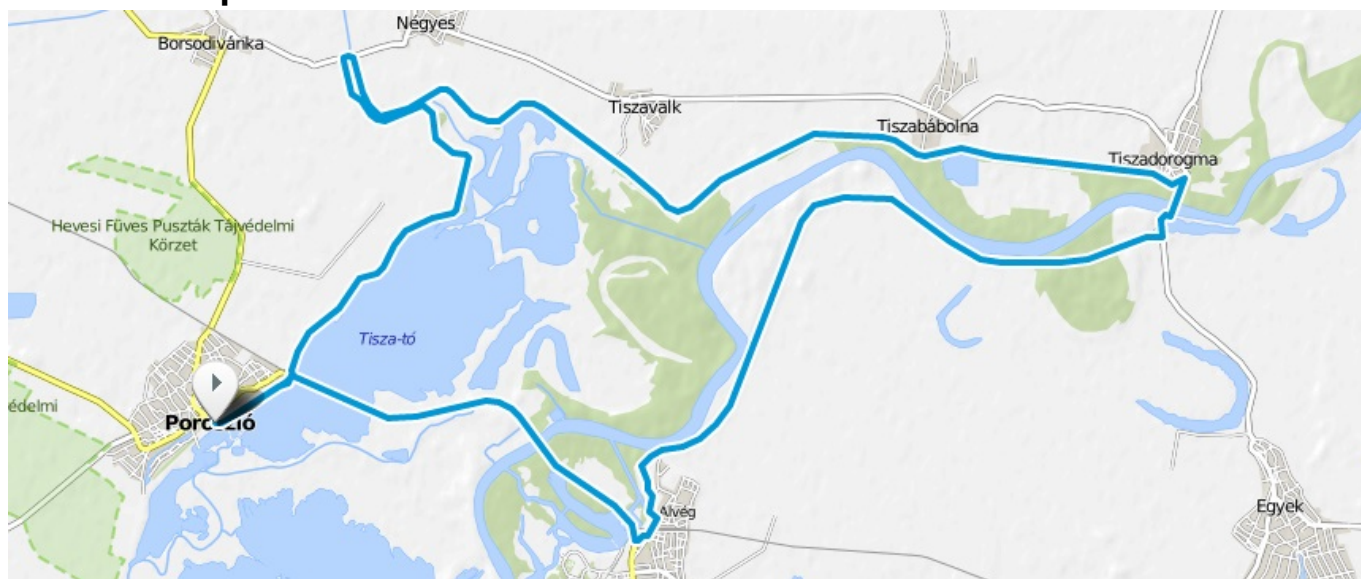 Négyes
Borsodivánka
Tiszavalk
Tiszabábolna
Tiszadorogma
Hevesi Füves Puszták Tájvédelmi
Körzet
Tisza-tó
édelmi
Alvég
Egyek